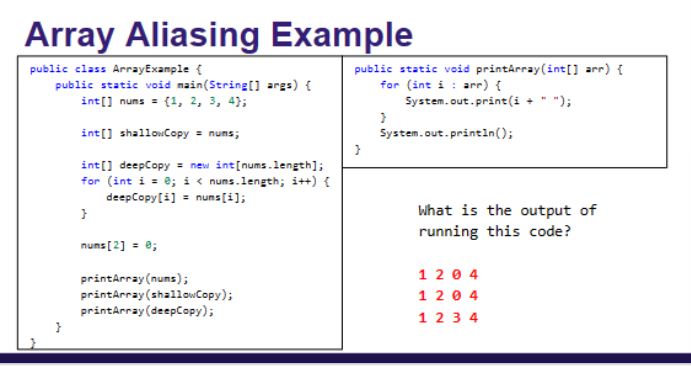 Array Aliasing Example
public class ArrayExample {
public static void main(String[] args) {
int[] nums = {1, 2, 3, 4};
int[] shallowCopy = nums;
int[] deepCopy = new int[nums.length];
for (int i = 0; i < nums.length; i++) {
deepCopy[i] = nums[i];
}
nums[2] = 0;
printArray(nums);
printArray(shallowCopy);
printArray(deepCopy);
}
}
public static void printArray(int[] arr) {
for (int i : arr) {
System.out.print(i + " ");
}
System.out.println();
}
What is the output of
running this code?
1 2 0 4
1 2 0 4
1 2 3 4